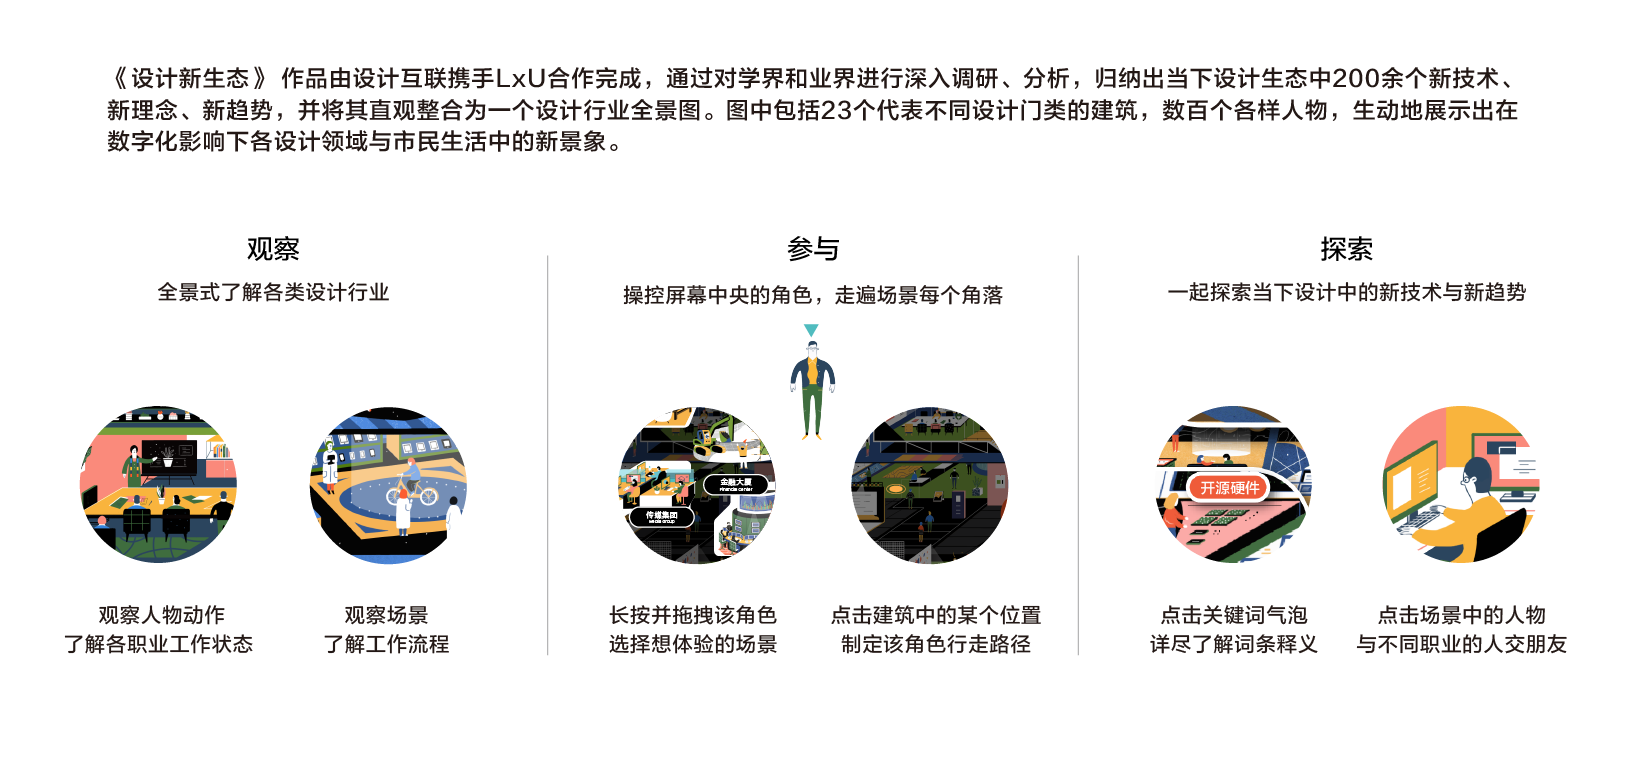 《设计新生态》作品由设计互联携手LxU合作完成，通过对学界和业界进行深入调研、分析，归纳出当下设计生态中200余个新技术、
新理念、新趋势，并将其直观整合为一个设计行业全景图。图中包括23个代表不同设计门类的建筑，数百个各样人物，生动地展示出在
数字化影响下各设计领域与市民生活中的新景象。
观察
全景式了解各类设计行业
观察人物动作
了解各职业工作状态
观察场景
了解工作流程
参与
操控屏幕中央的角色，走遍场景每个角落
金融大厦
Financial center
传媒集团
Media Group
长按并拖拽该角色
选择想体验的场景
点击建筑中的某个位置
制定该角色行走路径
探索
一起探索当下设计中的新技术与新趋势
开源硬件
点击关键词气泡
详尽了解词条释义
点击场景中的人物
与不同职业的人交朋友